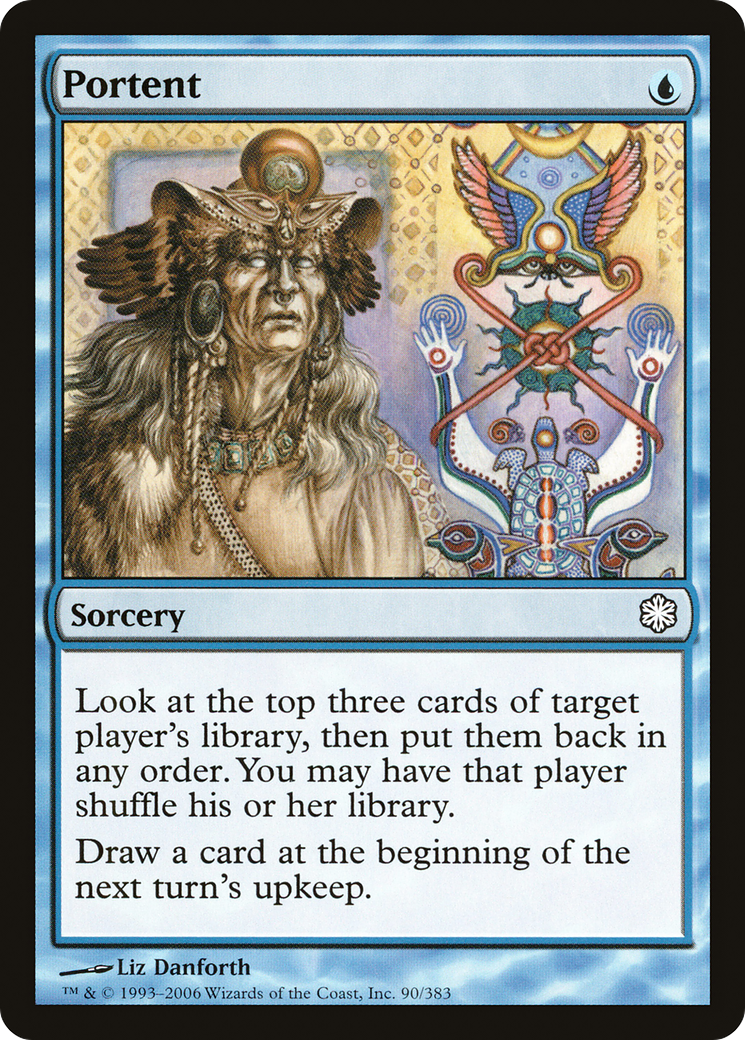 Portent
Sorcery
Look at the top three cards of target
player's library, then put them back in
any order. You may have that player
shuffle his or her library.
Draw a card at the beginning of the
next turn's upkeep.
Liz Danforth
™ & © 1993–2006 Wizards of the Coast, Inc. 90/383